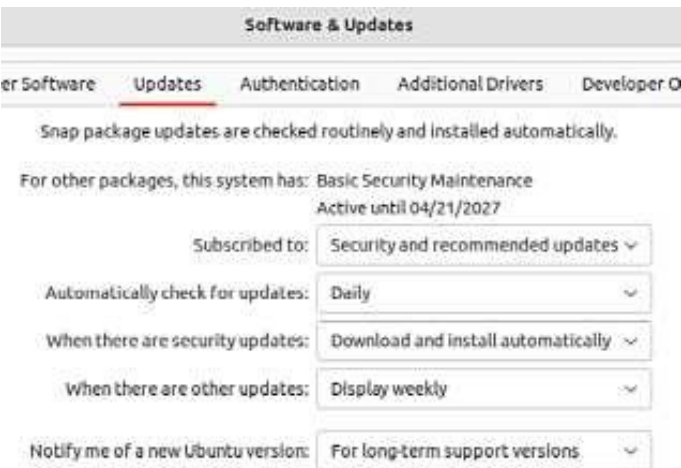 Software & Updates
er Software Updates Authentication Additional Drivers Developer O
Snap package updates are checked routinely and installed automatically.
For other packages, this system has: Basic Security Maintenance
Active until 04/21/2027
Subscribed to: Security and recommended updates
Automatically check for updates: Daily
When there are security updates: Download and install automatically
When there are other updates: Display weekly
Notify me of a new Ubuntu version: For long-term support versions